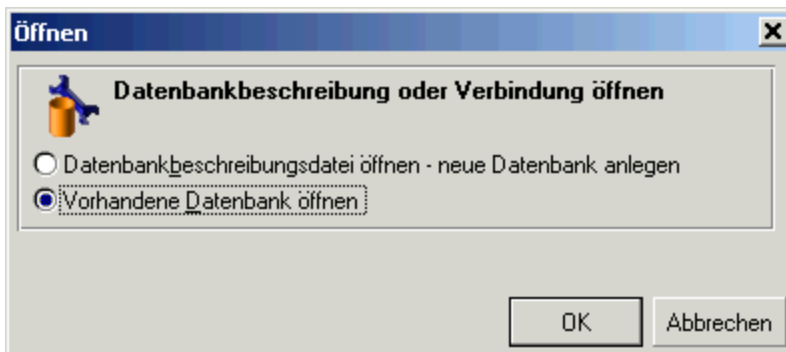 Öffnen
Datenbankbeschreibung oder Verbindung öffnen
Datenbankbeschreibungsdatei öffnen - neue Datenbank anlegen
Vorhandene Datenbank öffnen
OK Abbrechen